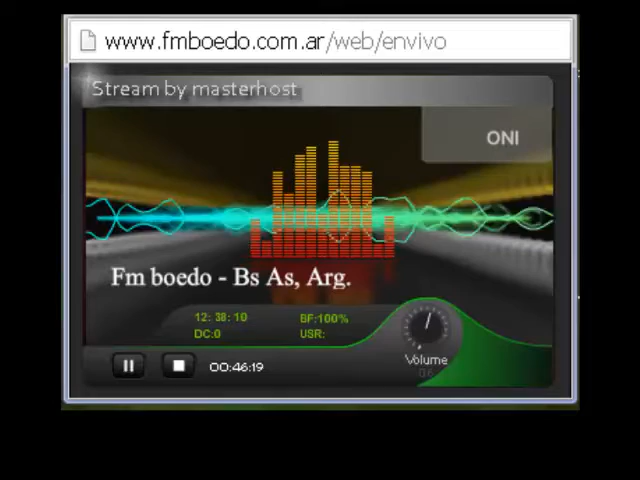 www.fmboedo.com.ar/web/envivo
Stream by masterhost
ONI
Fm boedo - Bs As, Arg.
12: 38: 10
BF:100%
DC:0
USR:
Volume
00:46:19